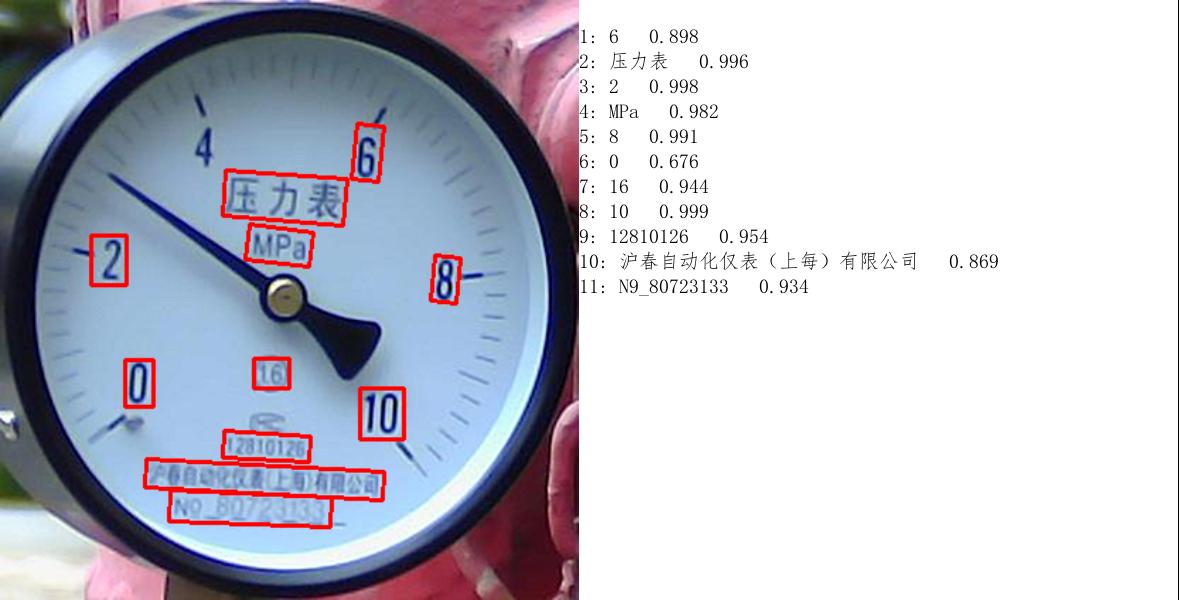 4
6
压力表
MPa
2
8
0
1.6
10
12810126
沪春自动化仪表(上海)有限公司
No_80723133_
1: 6 0.898
2: 压力表 0.996
3: 2 0.998
4: MPa 0.982
5: 8 0.991
6: 0 0.676
7: 16 0.944
8: 10 0.999
9: 12810126 0.954
10: 沪春自动化仪表（上每）有限公司 0.869
11: N9_80723133 0.934